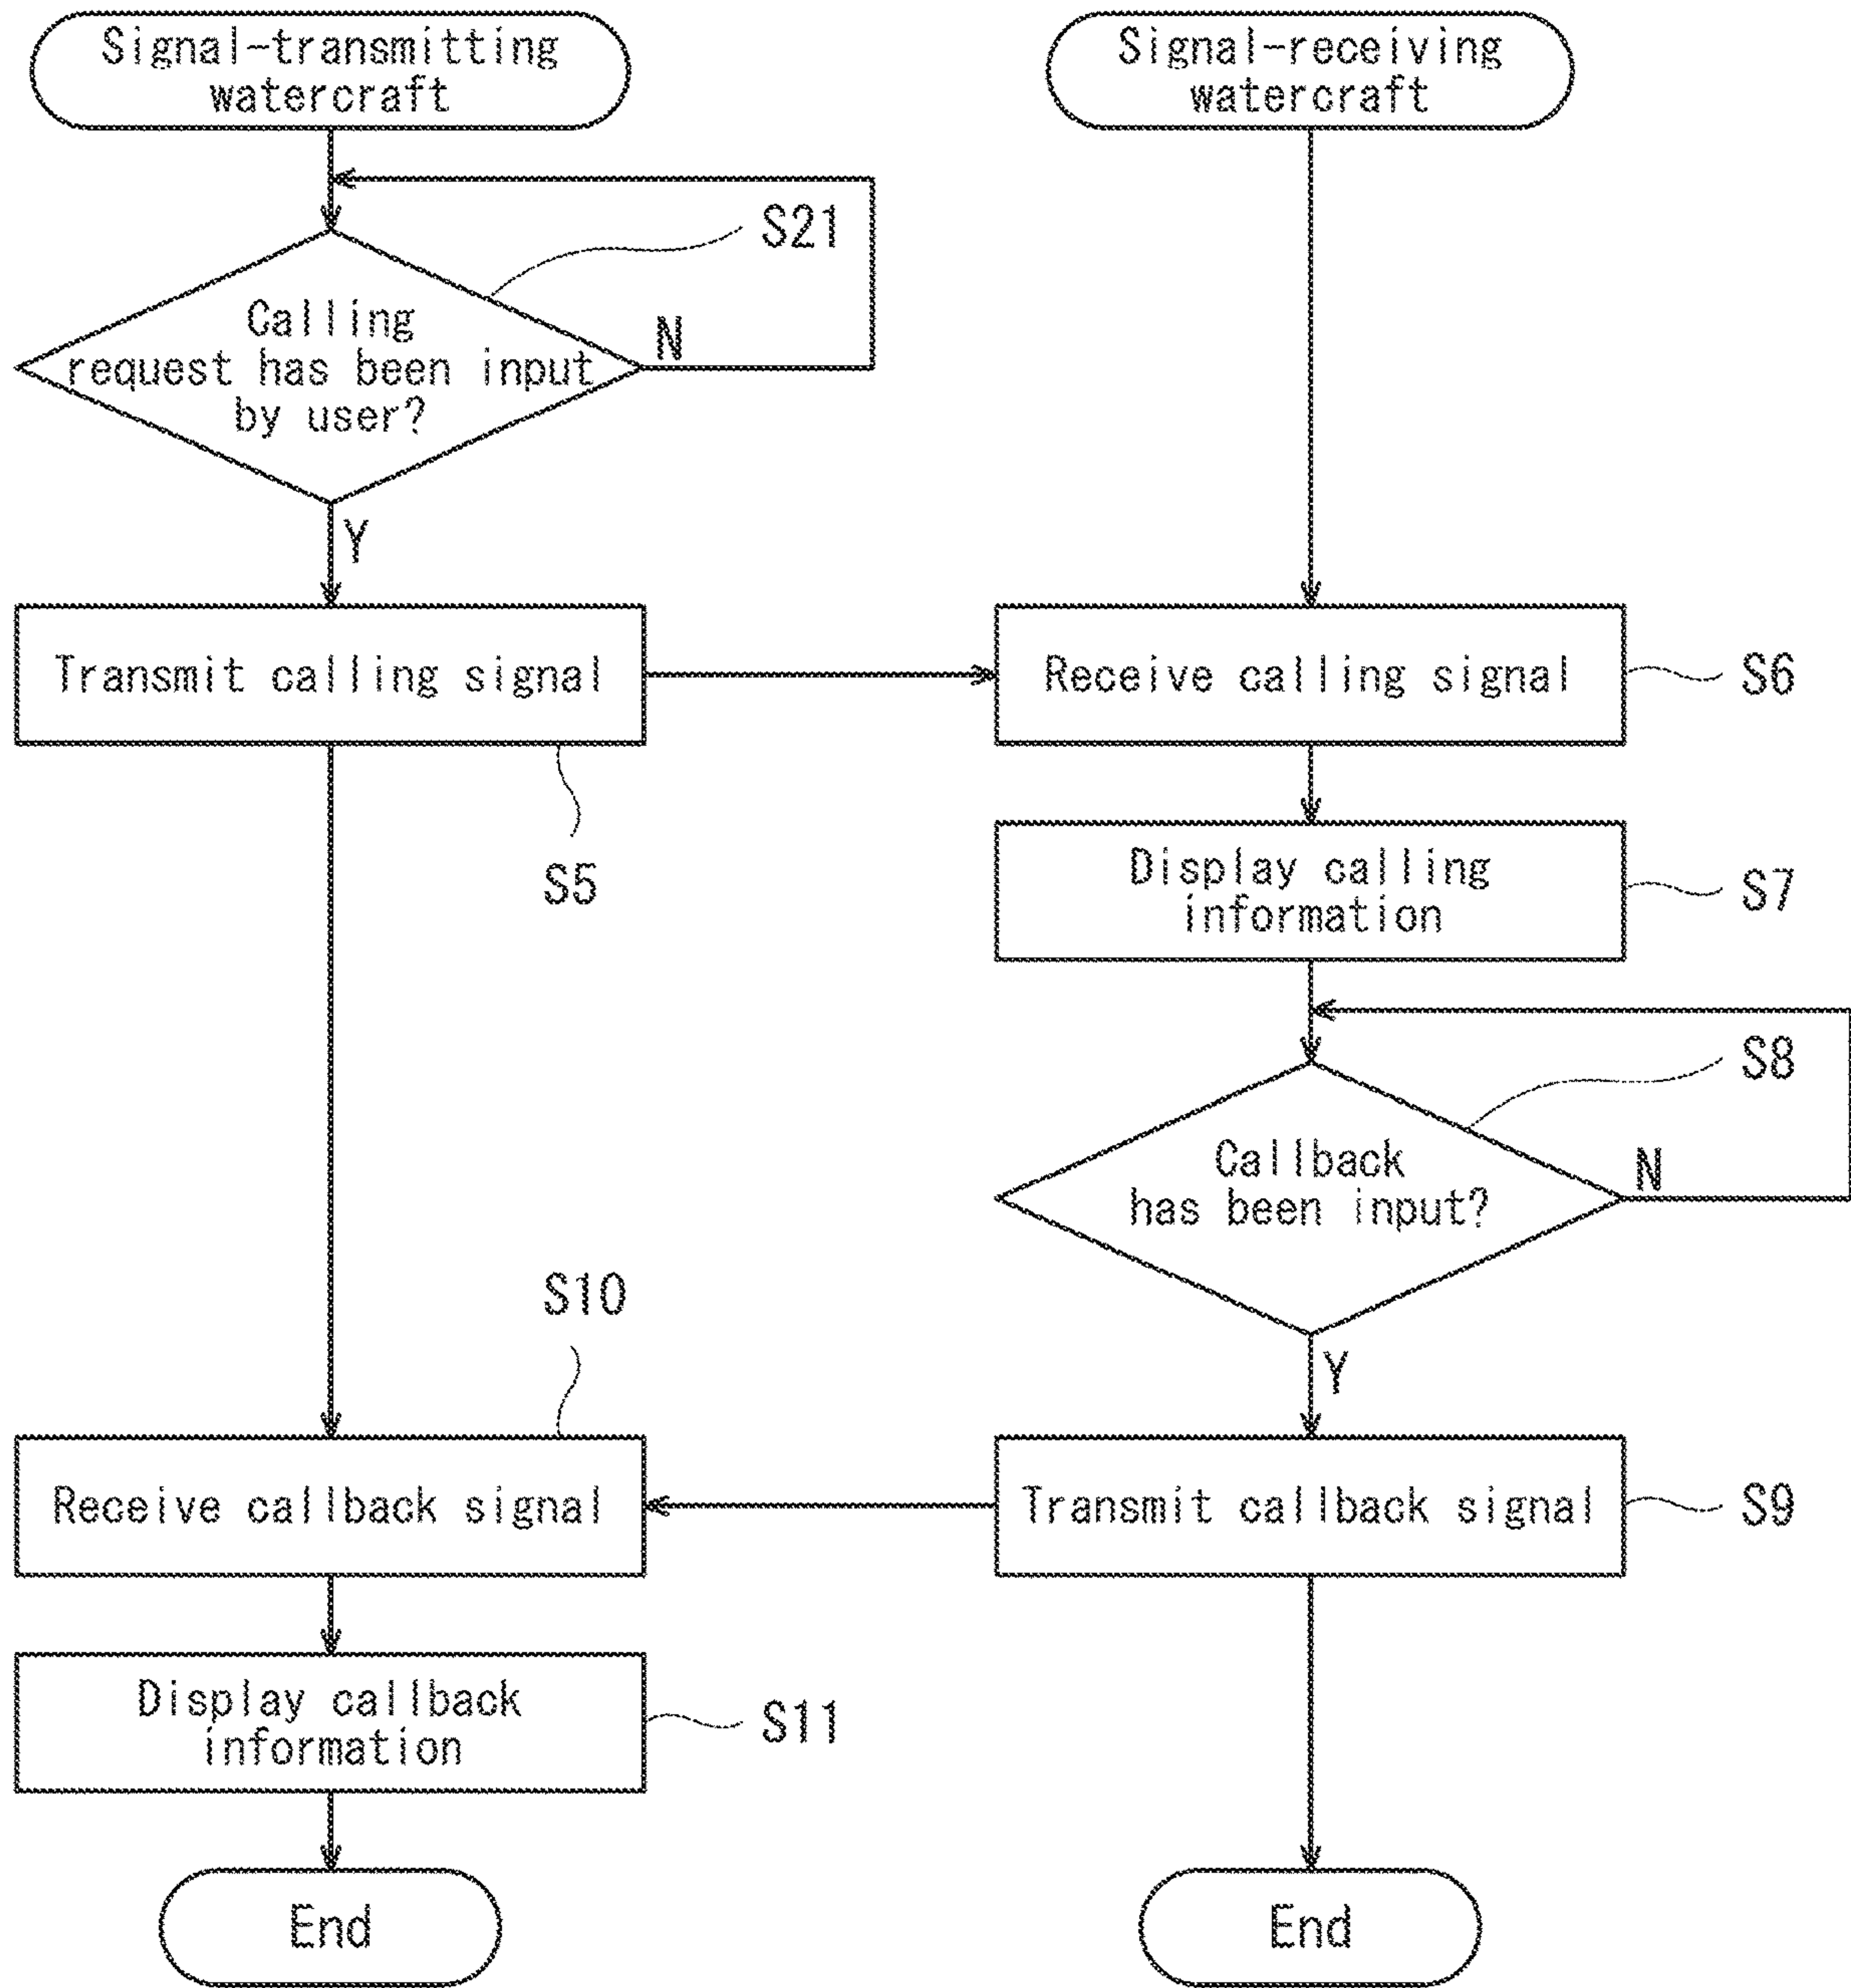 Signal-transmitting
watercraft
Signal-receiving
watercraft
S21
Calling
request has been input
by user?
N
Y
Transmit calling signal
Receive calling signal
S6
S5
Display calling
information
S7
S8
Callback
has been input?
N
S10
Y
Receive callback signal
Transmit callback signal
S9
Display callback
information
S11
End
End